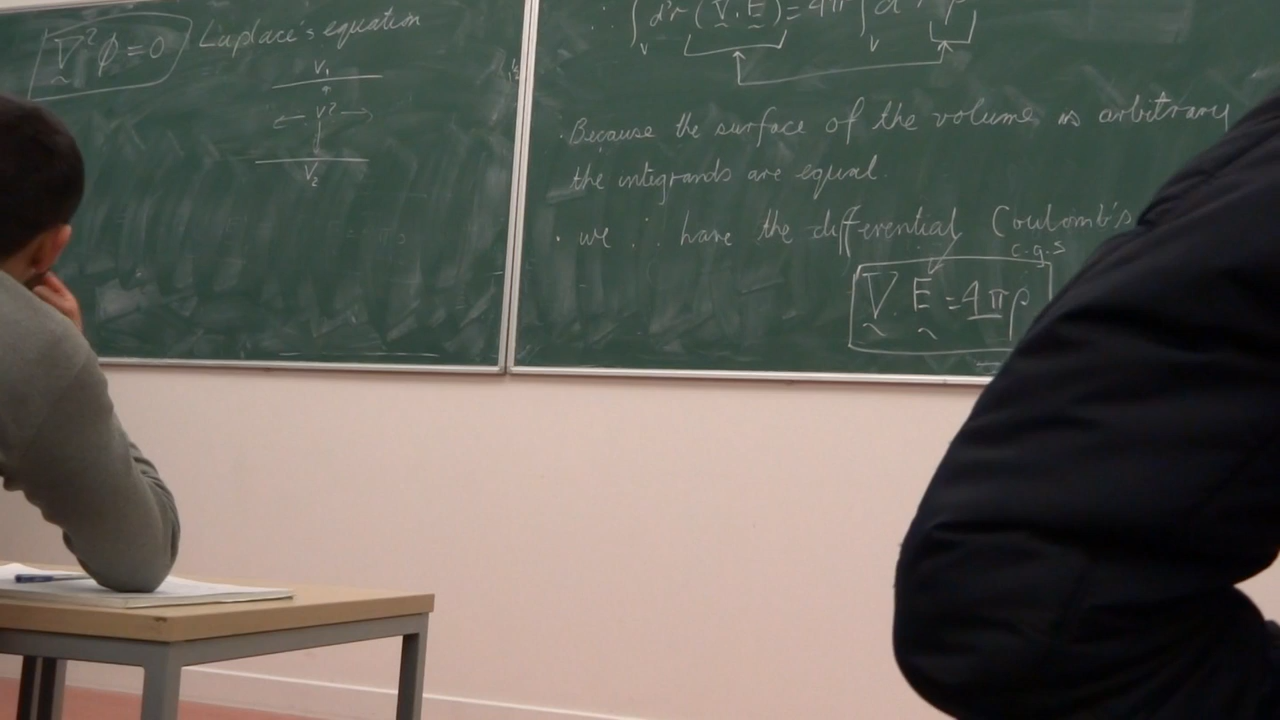 ∇²φ = 0 Laplace's equation
V₁
← V? →
V₂
∴ ∫ d³r (∇ · E) = 4π ∫ d³r ρ
v v
Because the surface of the volume is arbitrary
the integrands are equal.
· we ∴ have the differential Coulomb's
c.g.s
∇ · E = 4πρ